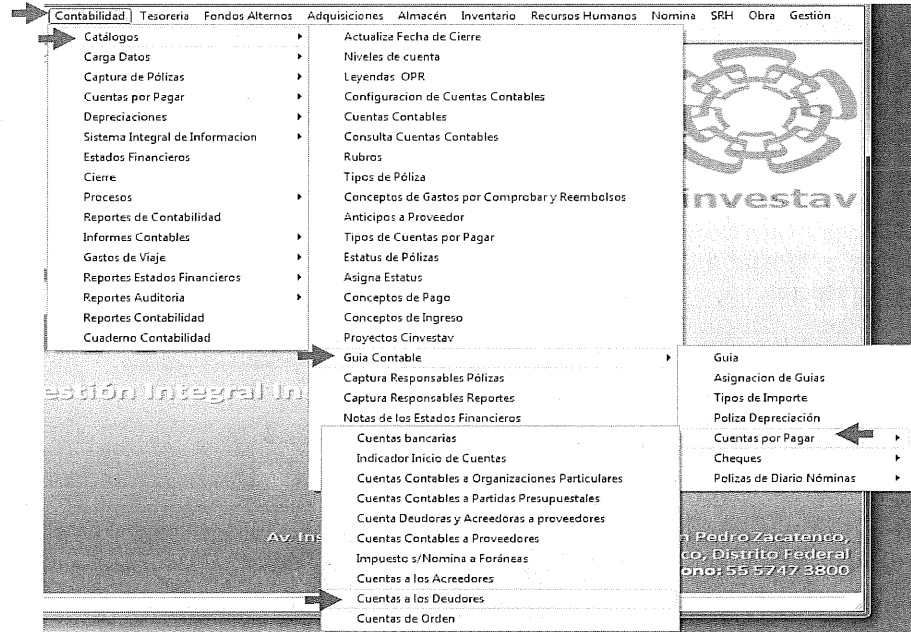 Contabilidad Tesoreria Fondos Alternos Adquisiciones Almacén Inventario Recursos Humanos Nomina SRH Obra Gestión
Catálogos
Carga Datos
Captura de Pólizas
Cuentas por Pagar
Depreciaciones
Sistema Integral de Informacion
Estados Financieros
Cierre
Procesos
Reportes de Contabilidad
Informes Contables
Gastos de Viaje
Reportes Estados Financieros
Reportes Auditoria
Reportes Contabilidad
Cuaderno Contabilidad
Actualiza Fecha de Cierre
Niveles de cuenta
Leyendas OPR
Configuracion de Cuentas Contables
Cuentas Contables
Consulta Cuentas Contables
Rubros
Tipos de Póliza
Conceptos de Gastos por Comprobar y Reembolsos
Anticipos a Proveedor
Tipos de Cuentas por Pagar
Estatus de Pólizas
Asigna Estatus
Conceptos de Pago
Conceptos de Ingreso
Proyectos Cinvestav
Guia Contable
Captura Responsables Pólizas
Captura Responsables Reportes
Notas de los Estados Financieros
Guia
Asignacion de Guias
Tipos de Importe
Poliza Depreciación
Cuentas por Pagar
Cheques
Polizas de Diario Nóminas
Cuentas bancarias
Indicador Inicio de Cuentas
Cuentas Contables a Organizaciones Particulares
Cuentas Contables a Partidas Presupuestales
Cuenta Deudoras y Acreedoras a proveedores
Cuentas Contables a Proveedores
Impuesto s/Nomina a Foráneas
Cuentas a los Acreedores
Cuentas a los Deudores
Cuentas de Orden
investav
estión Integral In
Av. Ins
n Pedro Zacatenco,
co, Distrito Federal
ono: 55 5747 3800